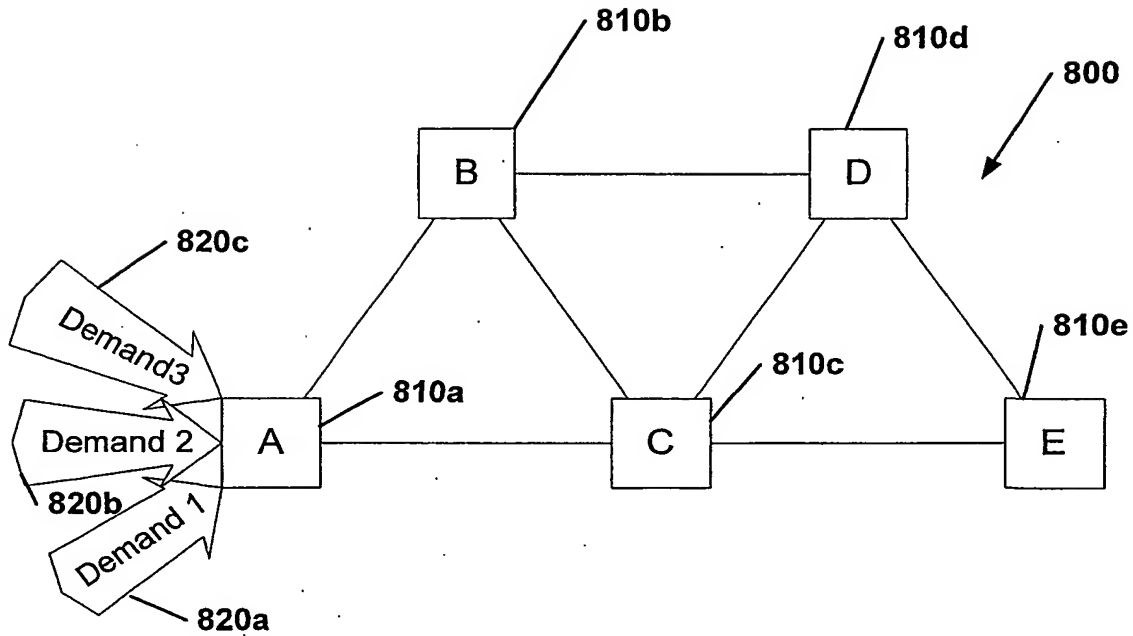 810b
810d
800
B
D
820c
Demand3
810e
810c
810a
A
Demand 2
C
E
820b
Demand 1
820a